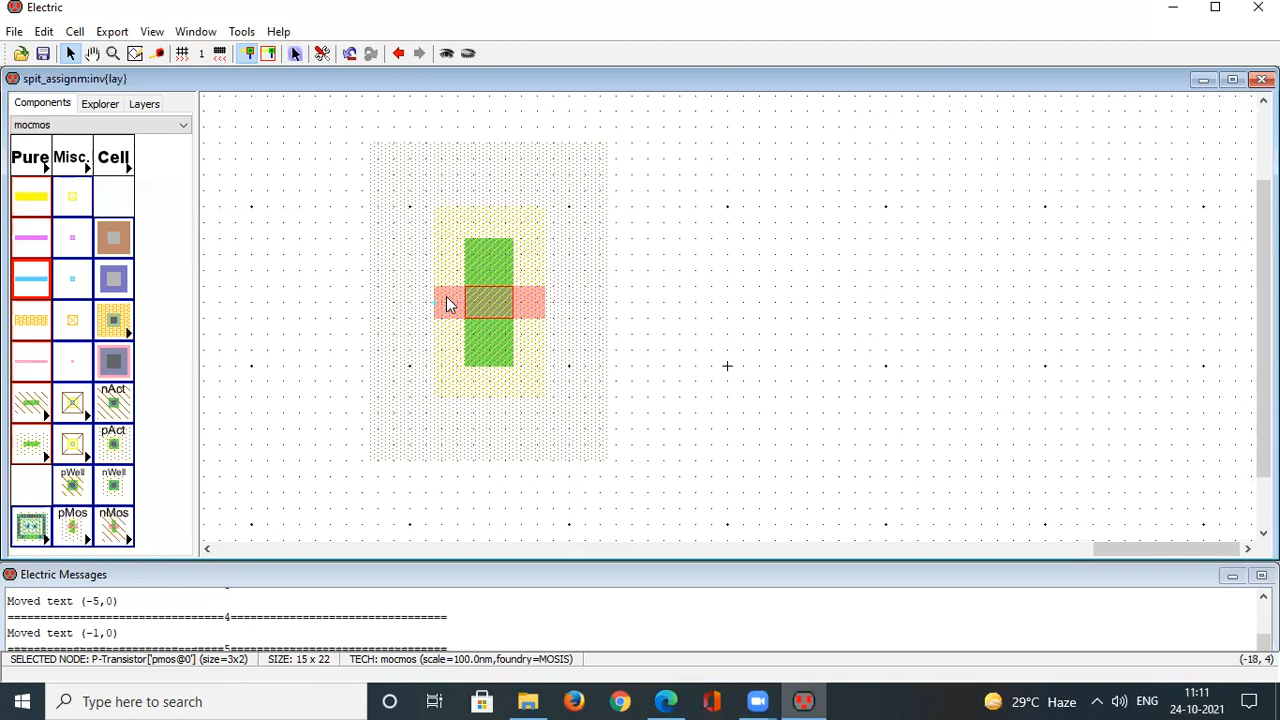 Electric
File Edit Cell Export View Window Tools Help
1
spit_assignm:inv{lay}
Components Explorer Layers
mocmos
Pure Misc. Cell
nAct
pAct
pWell nWell
pMos nMos
Electric Messages
Moved text (-5,0)
=================================4=================================
Moved text (-1,0)
=================================5=================================
SELECTED NODE: P-Transistor['pmos@0'] (size=3x2) SIZE: 15 x 22 TECH: mocmos (scale=100.0nm,foundry=MOSIS) (-18, 4)
Type here to search
29°C Haze
ENG
11:11
24-10-2021